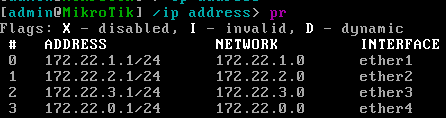 [admin@MikroTik] /ip address> pr
Flags: X - disabled, I - invalid, D - dynamic
# ADDRESS NETWORK INTERFACE
0 172.22.1.1/24 172.22.1.0 ether1
1 172.22.2.1/24 172.22.2.0 ether2
2 172.22.3.1/24 172.22.3.0 ether3
3 172.22.0.1/24 172.22.0.0 ether4